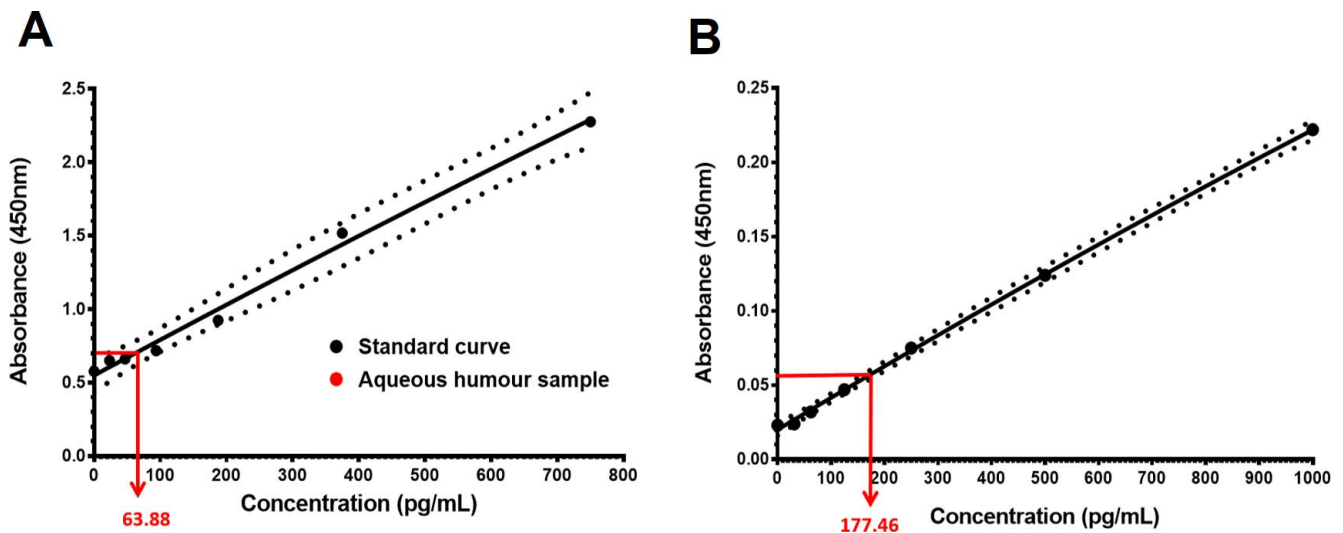 A
Absorbance (450nm)
2.5
2.0
1.5
1.0
0.5
0.0
0 100 200 300 400 500 600 700 800
Concentration (pg/mL)
63.88
Standard curve
Aqueous humour sample
B
Absorbance (450nm)
0.25
0.20
0.15
0.10
0.05
0.00
0 100 200 300 400 500 600 700 800 900 1000
Concentration (pg/mL)
177.46